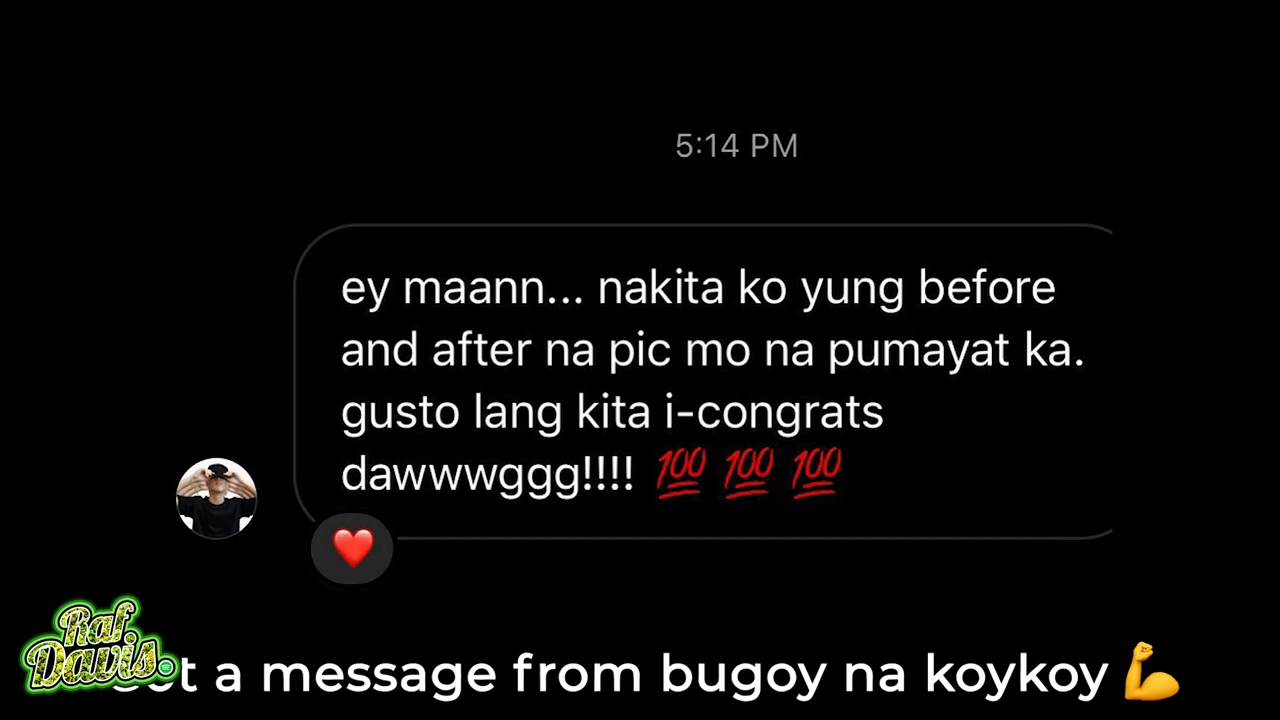 5:14 PM
ey maann... nakita ko yung before
and after na pic mo na pumayat ka.
gusto lang kita i-congrats
dawwwggg!!!! 💯 💯 💯
❤️
Raf
Davis.
a message from bugoy na koykoy 💪